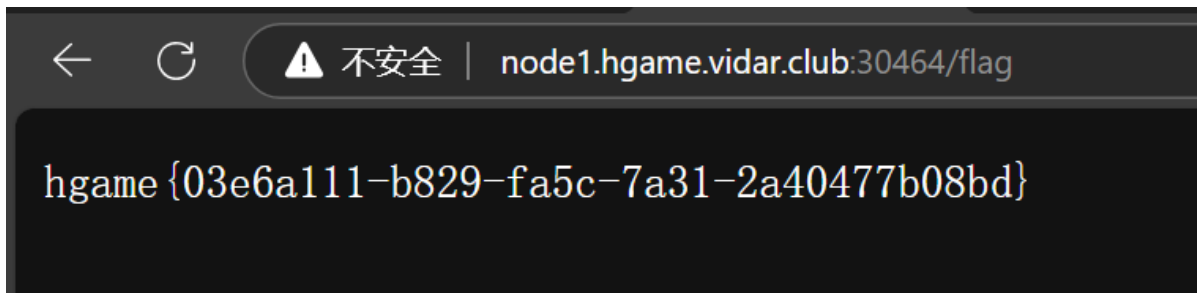 不安全 node1.hgame.vidar.club:30464/flag
hgame{03e6a111-b829-fa5c-7a31-2a40477b08bd}